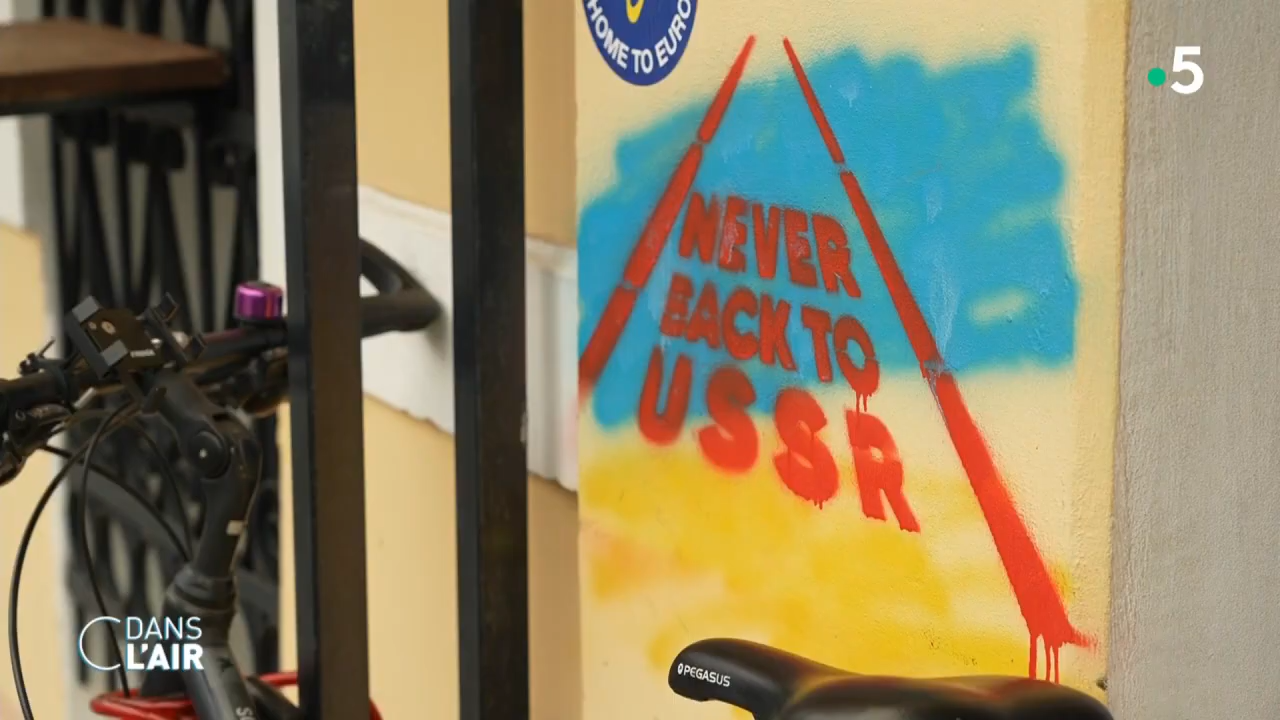 HOME TO EURO
5
NEVER
BACK TO
USSR
C DANS
L'AIR
PEGASUS